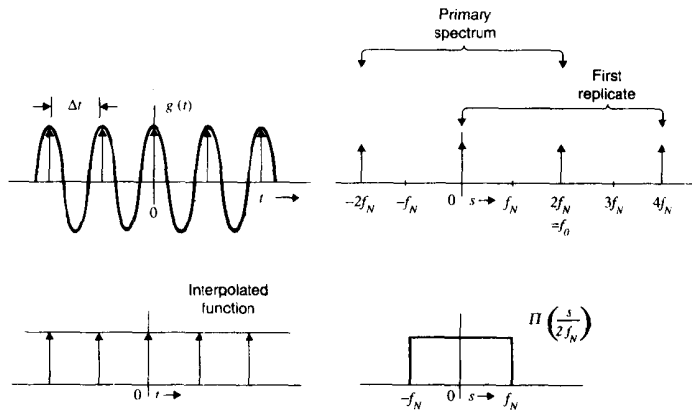 Primary
spectrum
First
replicate
Δt
g (t)
0
t
−2f_N
−f_N
0
s
f_N
2f_N
=f_0
3f_N
4f_N
Interpolated
function
0
t
Π (s/2f_N)
−f_N
0
s
f_N